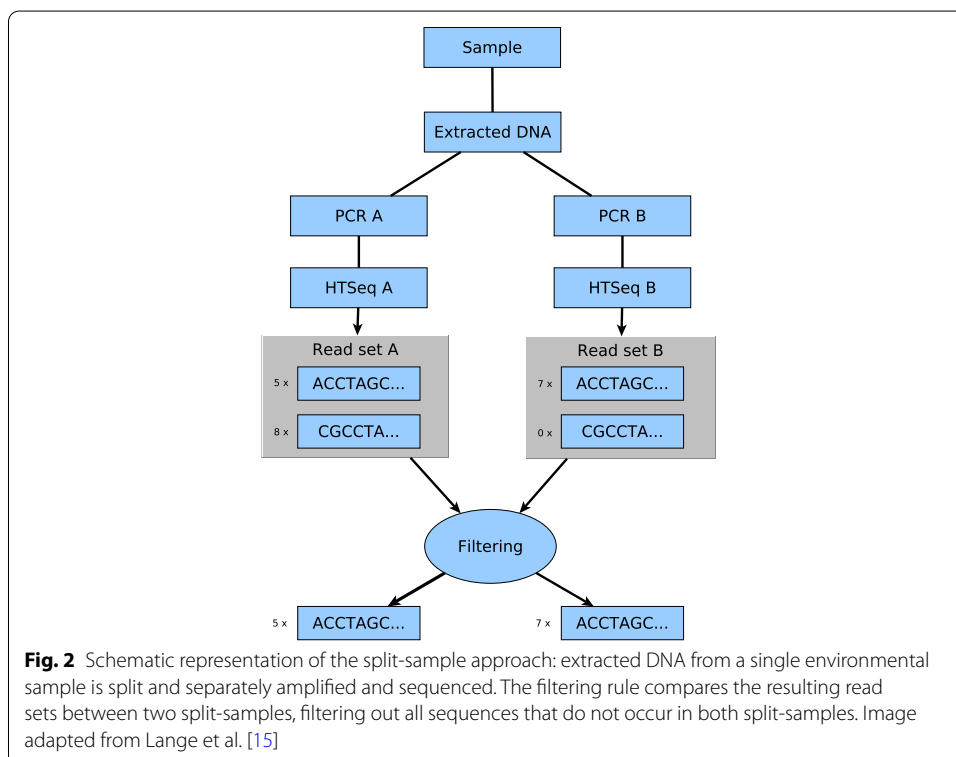 Sample
Extracted DNA
PCR A
PCR B
HTSeq A
HTSeq B
Read set A
Read set B
5 x ACCTAGC...
7 x ACCTAGC...
8 x CGCCTA...
0 x CGCCTA...
Filtering
5 x ACCTAGC...
7 x ACCTAGC...
Fig. 2 Schematic representation of the split-sample approach: extracted DNA from a single environmental
sample is split and separately amplified and sequenced. The filtering rule compares the resulting read
sets between two split-samples, filtering out all sequences that do not occur in both split-samples. Image
adapted from Lange et al. [15]